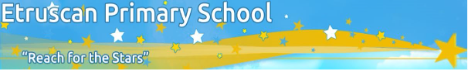 Etruscan Primary School
“Reach for the Stars”